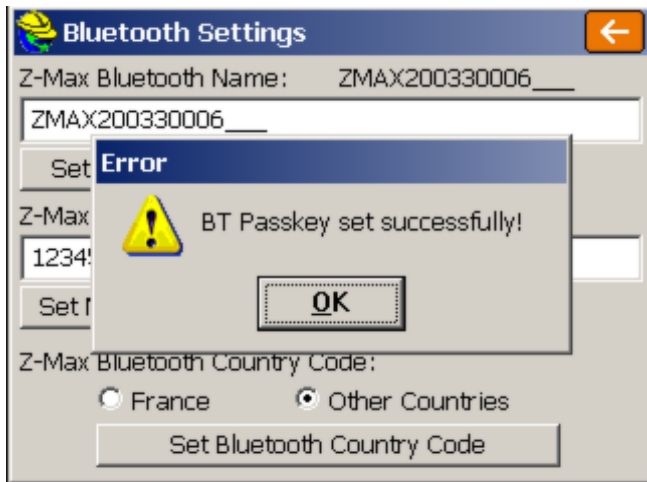 Bluetooth Settings
Z-Max Bluetooth Name: ZMAX200330006___
ZMAX200330006___
Set
Error
Z-Max
BT Passkey set successfully!
1234
OK
Set
Z-Max Bluetooth Country Code:
France Other Countries
Set Bluetooth Country Code